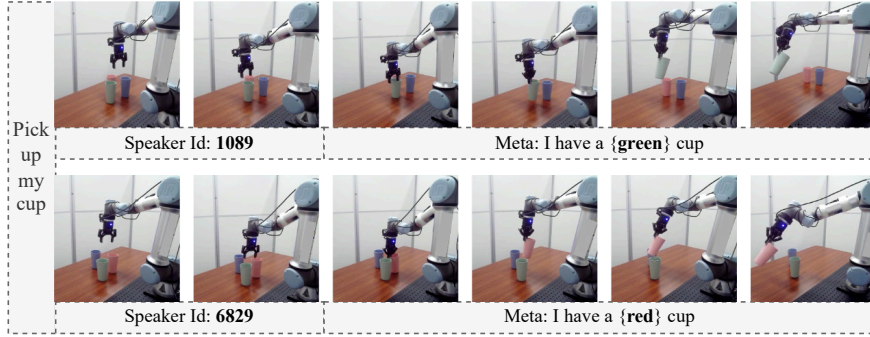 Pick
up
my
cup
Speaker Id: 1089
Meta: I have a {green} cup
Speaker Id: 6829
Meta: I have a {red} cup